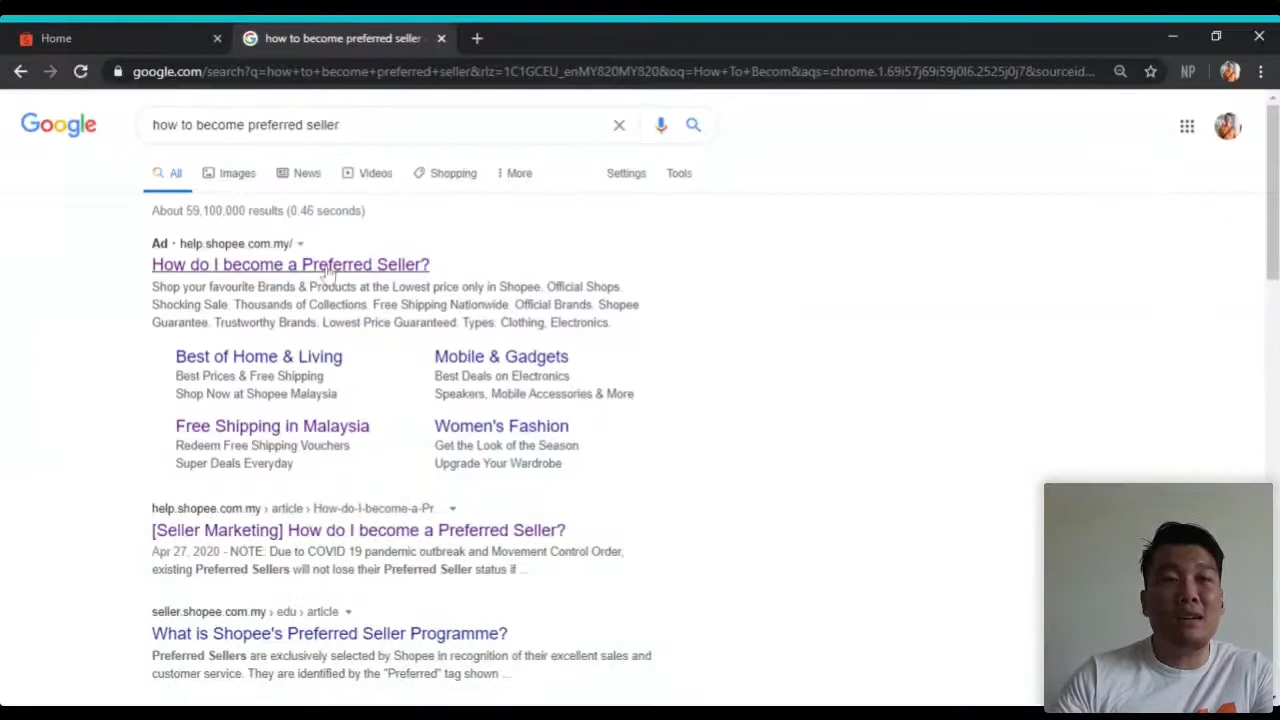 Home
how to become preferred seller
google.com/search?q=how+to+become+preferred+seller&rlz=1C1GCEU_enMY820MY820&oq=How+To+Becom&aqs=chrome.1.69i57j69i59j0l6.2525j0j7&sourceid...
NP
Google
how to become preferred seller
All
Images
News
Videos
Shopping
More
Settings
Tools
About 59,100,000 results (0.46 seconds)
Ad · help.shopee.com.my/
How do I become a Preferred Seller?
Shop your favourite Brands & Products at the Lowest price only in Shopee. Official Shops.
Shocking Sale. Thousands of Collections. Free Shipping Nationwide. Official Brands. Shopee
Guarantee. Trustworthy Brands. Lowest Price Guaranteed. Types: Clothing, Electronics.
Best of Home & Living
Best Prices & Free Shipping
Shop Now at Shopee Malaysia
Mobile & Gadgets
Best Deals on Electronics
Speakers, Mobile Accessories & More
Free Shipping in Malaysia
Redeem Free Shipping Vouchers
Super Deals Everyday
Women's Fashion
Get the Look of the Season
Upgrade Your Wardrobe
help.shopee.com.my › article › How-do-I-become-a-Pr...
[Seller Marketing] How do I become a Preferred Seller?
Apr 27, 2020 - NOTE: Due to COVID 19 pandemic outbreak and Movement Control Order,
existing Preferred Sellers will not lose their Preferred Seller status if ...
seller.shopee.com.my › edu › article
What is Shopee's Preferred Seller Programme?
Preferred Sellers are exclusively selected by Shopee in recognition of their excellent sales and
customer service. They are identified by the "Preferred" tag shown ...